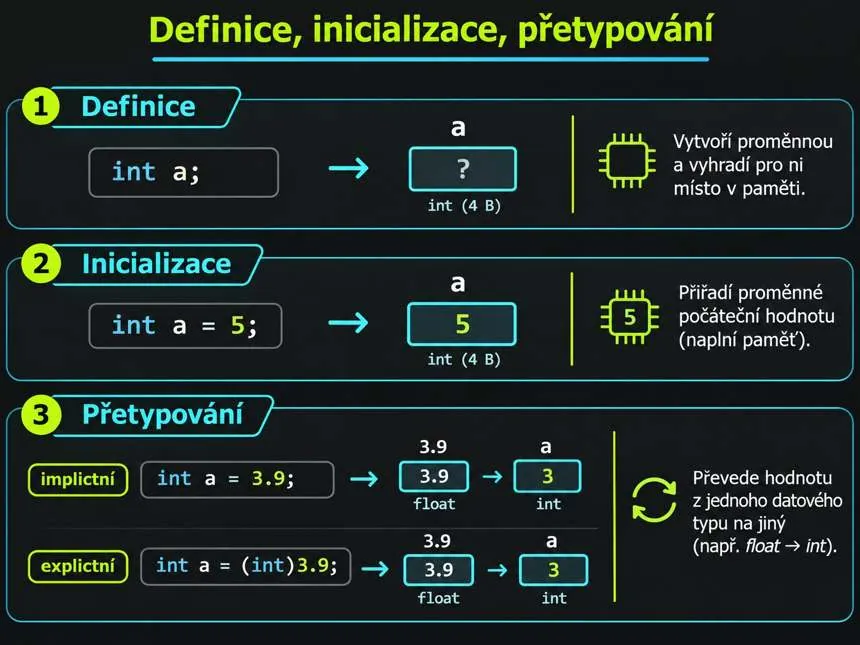 Definice, inicializace, přetypování
1 Definice
int a;
→
a
?
int (4 B)
Vytvoří proměnnou
a vyhradí pro ni
místo v paměti.
2 Inicializace
int a = 5;
→
a
5
int (4 B)
5
Přiřadí proměnné
počáteční hodnotu
(naplní paměť).
3 Přetypování
implictní
int a = 3.9;
→
3.9
3.9
float
→
a
3
int
explictní
int a = (int)3.9;
→
3.9
3.9
float
→
a
3
int
Převede hodnotu
z jednoho datového
typu na jiný
(např. float → int).